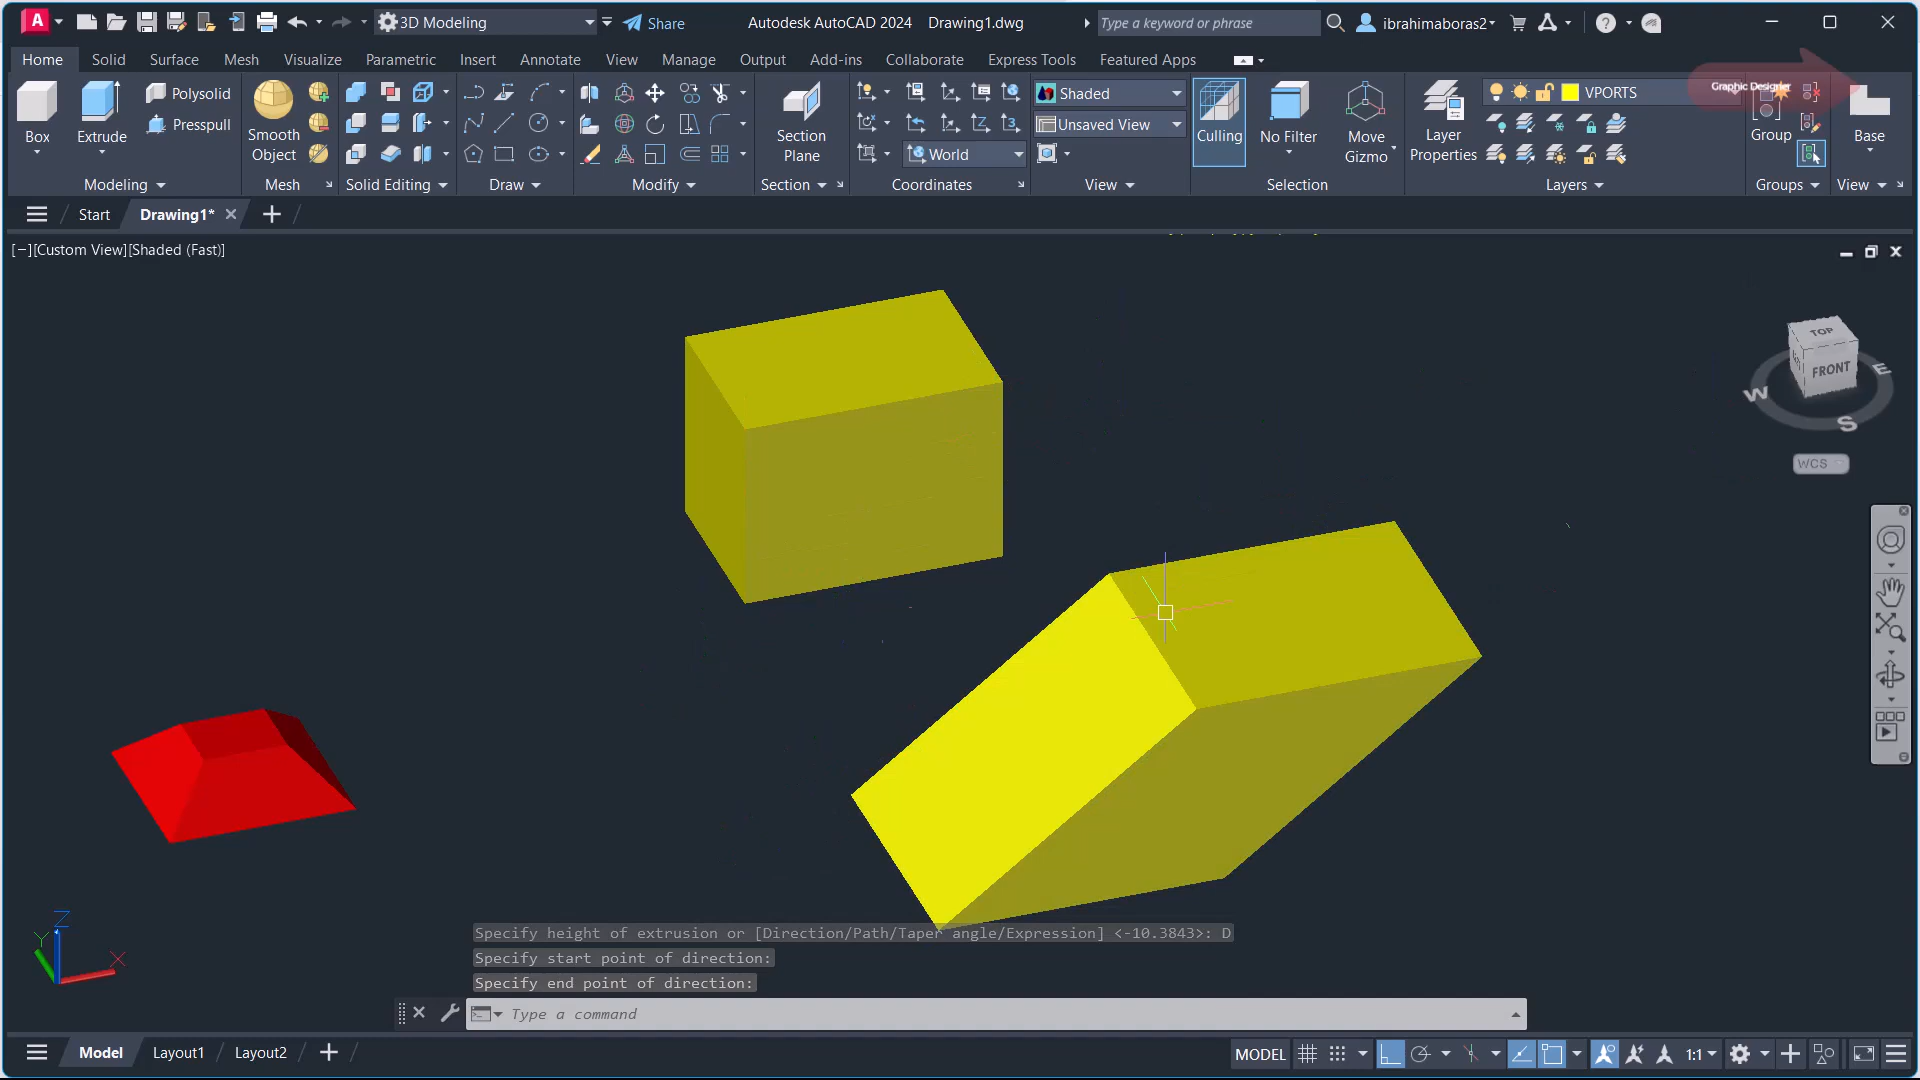 A 3D Modeling Share Autodesk AutoCAD 2024 Drawing1.dwg Type a keyword or phrase ibrahimaboras2
Home Solid Surface Mesh Visualize Parametric Insert Annotate View Manage Output Add-ins Collaborate Express Tools Featured Apps
Box
Extrude
Polysolid
Presspull
Smooth
Object
Section
Plane
World
Shaded
Unsaved View
Culling
No Filter
Move
Gizmo
Layer
Properties
VPORTS
Graphic Designer
Group
Base
Modeling Mesh Solid Editing Draw Modify Section Coordinates View Selection Layers Groups View
Start Drawing1* +
[−][Custom View][Shaded (Fast)]
TOP
FRONT
W
E
S
WCS
Z
Y
X
Specify height of extrusion or [Direction/Path/Taper angle/Expression] <-10.3843>: D
Specify start point of direction:
Specify end point of direction:
Type a command
Model Layout1 Layout2 + MODEL 1:1